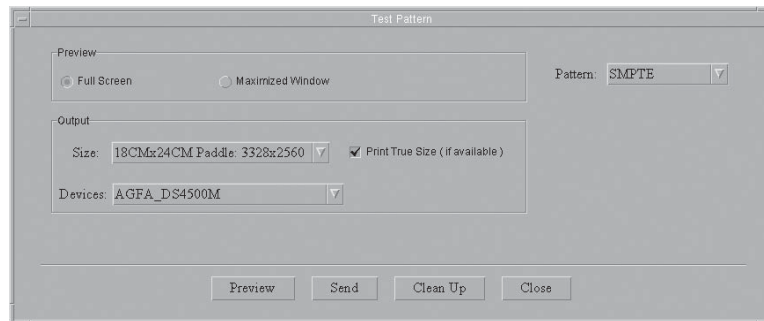 Test Pattern
Preview
Full Screen
Maximized Window
Pattern: SMPTE
Output
Size: 18CMx24CM Paddle: 3328x2560
Print True Size ( if available )
Devices: AGFA_DS4500M
Preview Send Clean Up Close